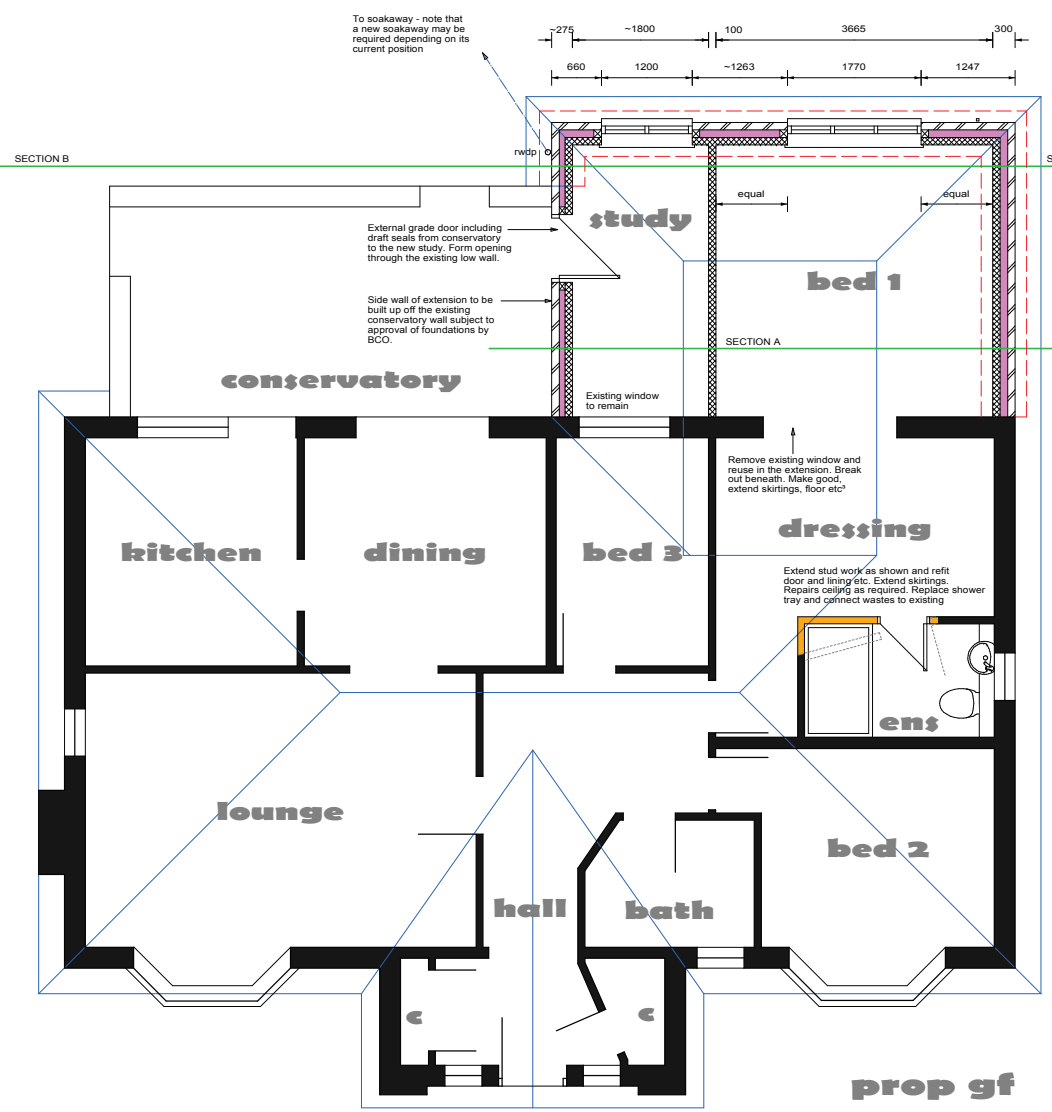 To soakaway - note that
a new soakaway may be
required depending on its
current position
~275
~1800
100
3665
300
660
1200
~1263
1770
1247
SECTION B
rwdp
S
equal
equal
study
External grade door including
draft seals from conservatory
to the new study. Form opening
through the existing low wall.
bed 1
Side wall of extension to be
built up off the existing
conservatory wall subject to
approval of foundations by
BCO.
SECTION A
conservatory
Existing window
to remain
Remove existing window and
reuse in the extension. Break
out beneath. Make good,
extend skirtings, floor etc³
kitchen
dining
bed 3
dressing
Extend stud work as shown and refit
door and lining etc. Extend skirtings.
Repairs ceiling as required. Replace shower
tray and connect wastes to existing
ens
lounge
bed 2
hall
bath
c
c
prop gf